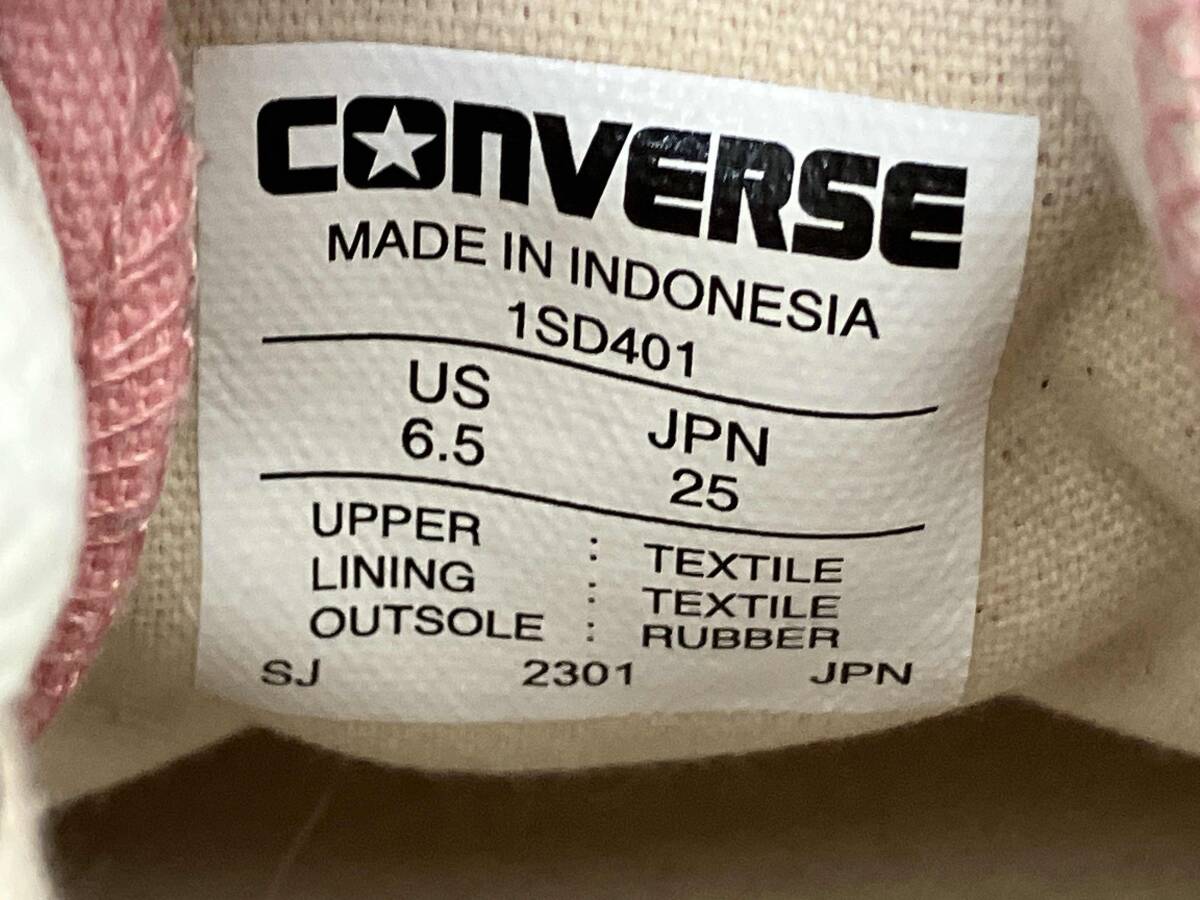 CONVERSE
MADE IN INDONESIA
1SD401
US JPN
6.5 25
UPPER : TEXTILE
LINING : TEXTILE
OUTSOLE : RUBBER
SJ 2301 JPN